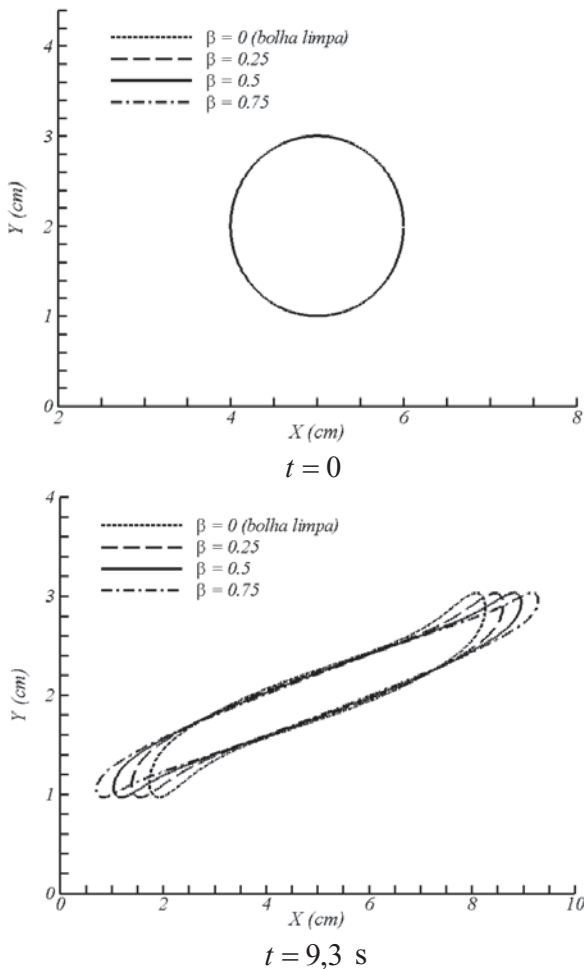 β = 0 (bolha limpa)
β = 0.25
β = 0.5
β = 0.75
Y (cm)
4
3
2
1
0
2
4
6
8
X (cm)
t = 0
β = 0 (bolha limpa)
β = 0.25
β = 0.5
β = 0.75
Y (cm)
4
3
2
1
0
0
2
4
6
8
10
X (cm)
t = 9,3 s